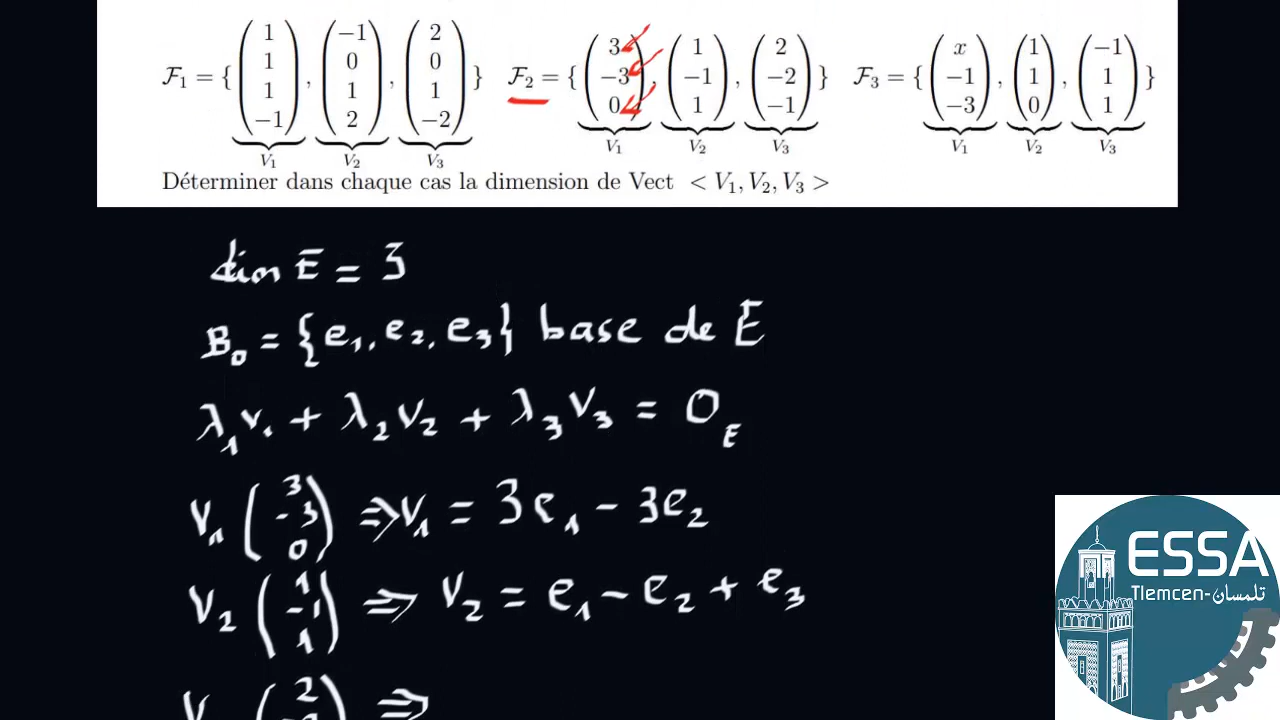 F₁ = { (1 1 1 −1) , (−1 0 1 2) , (2 0 1 −2) } F₂ = { (3 −3 0) , (1 −1 1) , (2 −2 −1) } F₃ = { (x −1 −3) , (1 1 0) , (−1 1 1) }
V₁ V₂ V₃ V₁ V₂ V₃ V₁ V₂ V₃
Déterminer dans chaque cas la dimension de Vect < V₁, V₂, V₃ >
dim E = 3
B₀ = {e₁, e₂, e₃} base de E
λ₁v₁ + λ₂v₂ + λ₃v₃ = 0_E
V₁ (3 −3 0) ⇒ V₁ = 3e₁ − 3e₂
V₂ (1 −1 1) ⇒ V₂ = e₁ − e₂ + e₃
V (2 ⇒
ESSA
Tlemcen-تلمسان